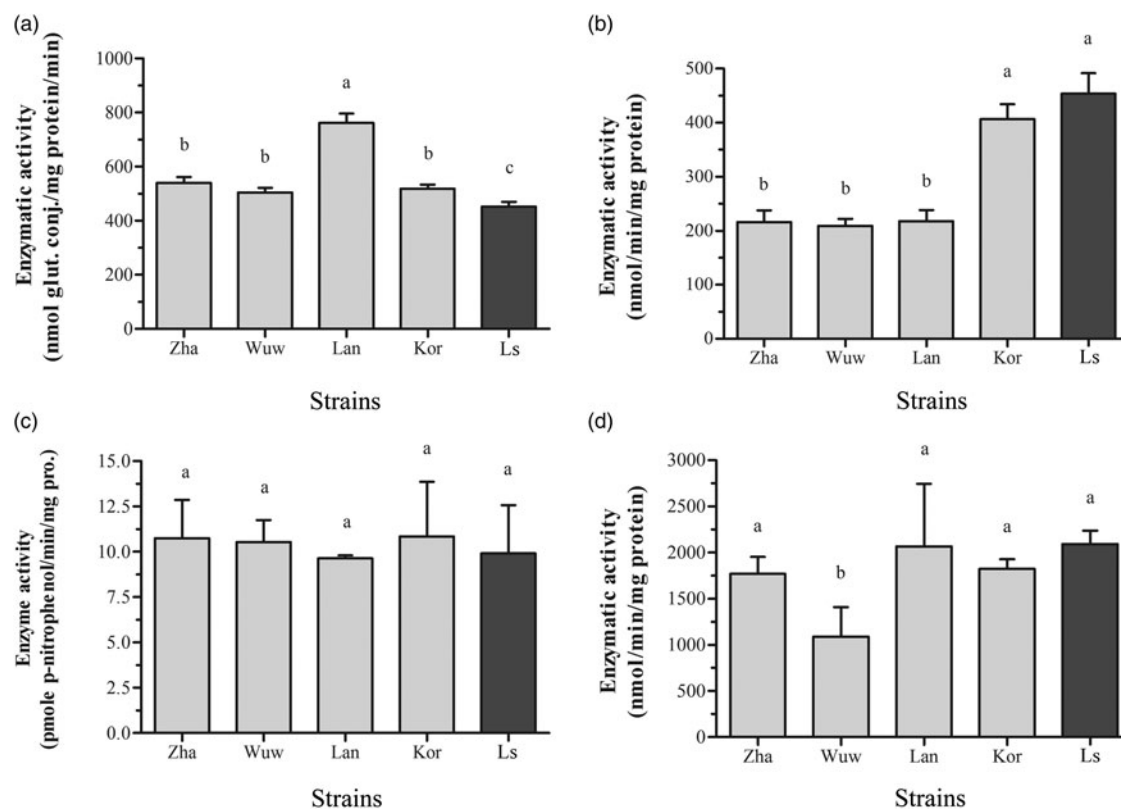 (a)
Enzymatic activity
(nmol glut. conj./mg protein/min)
1000
800
600
400
200
0
b
b
a
b
c
Zha Wuw Lan Kor Ls
Strains
(b)
Enzymatic activity
(nmol/min/mg protein)
500
400
300
200
100
0
b
b
b
a
a
Zha Wuw Lan Kor Ls
Strains
(c)
Enzyme activity
(pmole p-nitrophenol/min/mg pro.)
15.0
12.5
10.0
7.5
5.0
2.5
0.0
a
a
a
a
a
Zha Wuw Lan Kor Ls
Strains
(d)
Enzymatic activity
(nmol/min/mg protein)
3000
2500
2000
1500
1000
500
0
a
b
a
a
a
Zha Wuw Lan Kor Ls
Strains